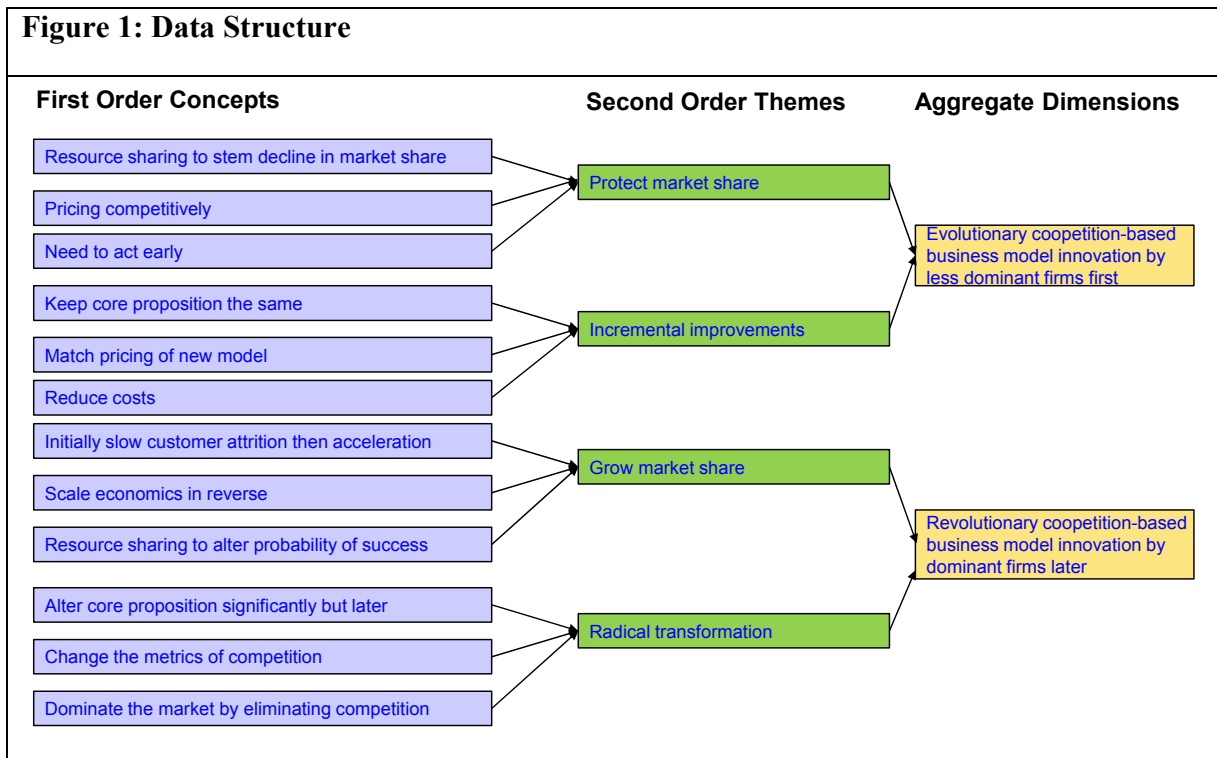 Figure 1: Data Structure
First Order Concepts
Second Order Themes
Aggregate Dimensions
Resource sharing to stem decline in market share
Pricing competitively
Need to act early
Keep core proposition the same
Match pricing of new model
Reduce costs
Initially slow customer attrition then acceleration
Scale economics in reverse
Resource sharing to alter probability of success
Alter core proposition significantly but later
Change the metrics of competition
Dominate the market by eliminating competition
Protect market share
Incremental improvements
Grow market share
Radical transformation
Evolutionary coopetition-based
business model innovation by
less dominant firms first
Revolutionary coopetition-based
business model innovation by
dominant firms later